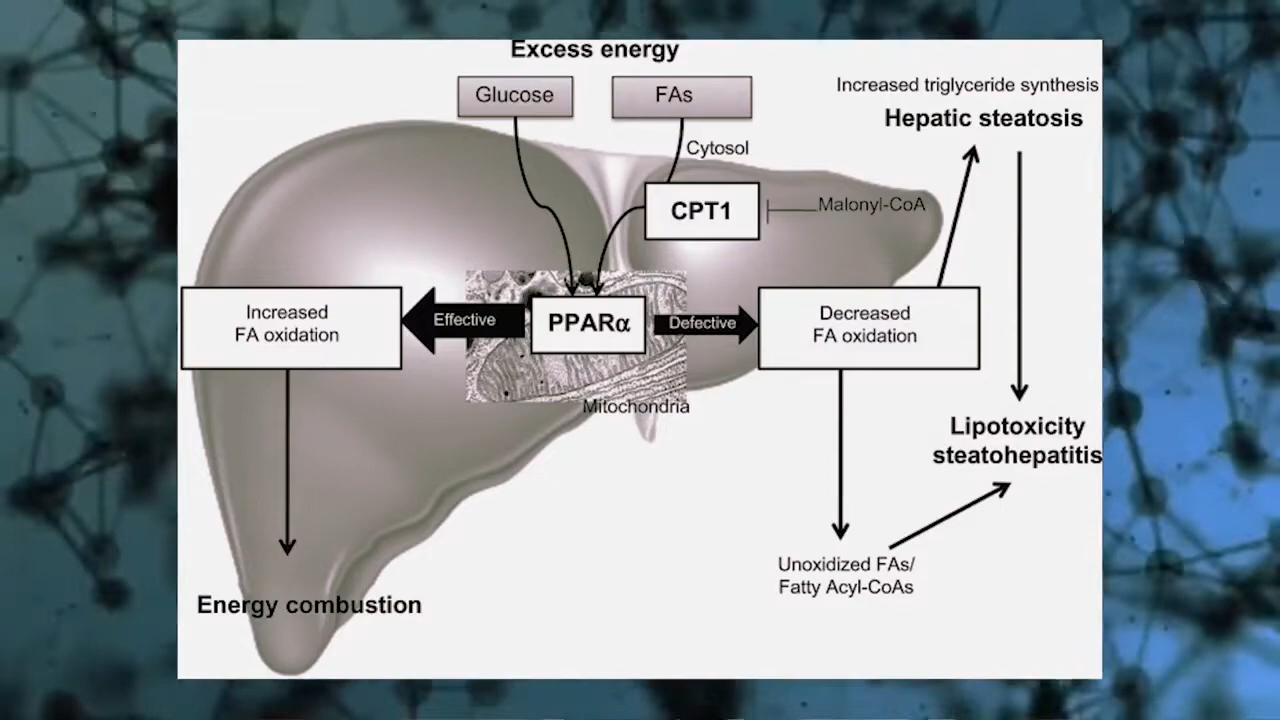 Excess energy
Glucose
FAs
Increased triglyceride synthesis
Hepatic steatosis
Cytosol
CPT1
Malonyl-CoA
Increased
FA oxidation
Effective
PPARα
Defective
Decreased
FA oxidation
Mitochondria
Lipotoxicity
steatohepatitis
Unoxidized FAs/
Fatty Acyl-CoAs
Energy combustion